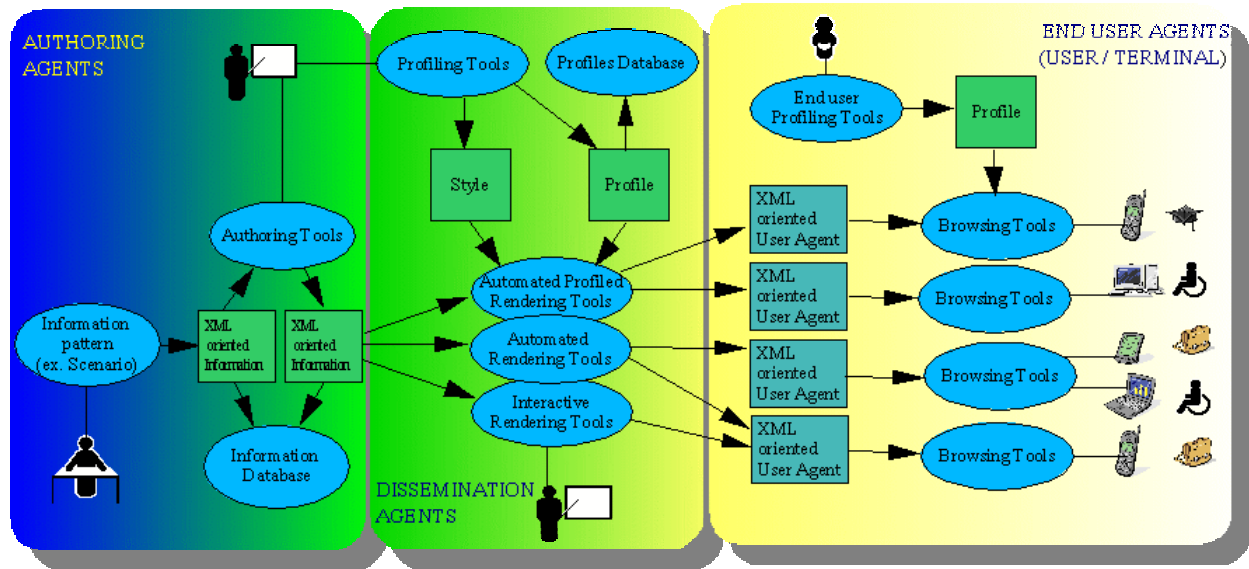 AUTHORING
AGENTS
Information
pattern
(ex. Scenario)
Authoring Tools
XML
oriented
Information
XML
oriented
Information
Information
Database
Profiling Tools
Profiles Database
Style
Profile
Automated Profiled
Rendering Tools
Automated
Rendering Tools
Interactive
Rendering Tools
DISSEMINATION
AGENTS
END USER AGENTS
(USER / TERMINAL)
End user
Profiling Tools
Profile
XML
oriented
User Agent
Browsing Tools
XML
oriented
User Agent
Browsing Tools
XML
oriented
User Agent
Browsing Tools
XML
oriented
User Agent
Browsing Tools